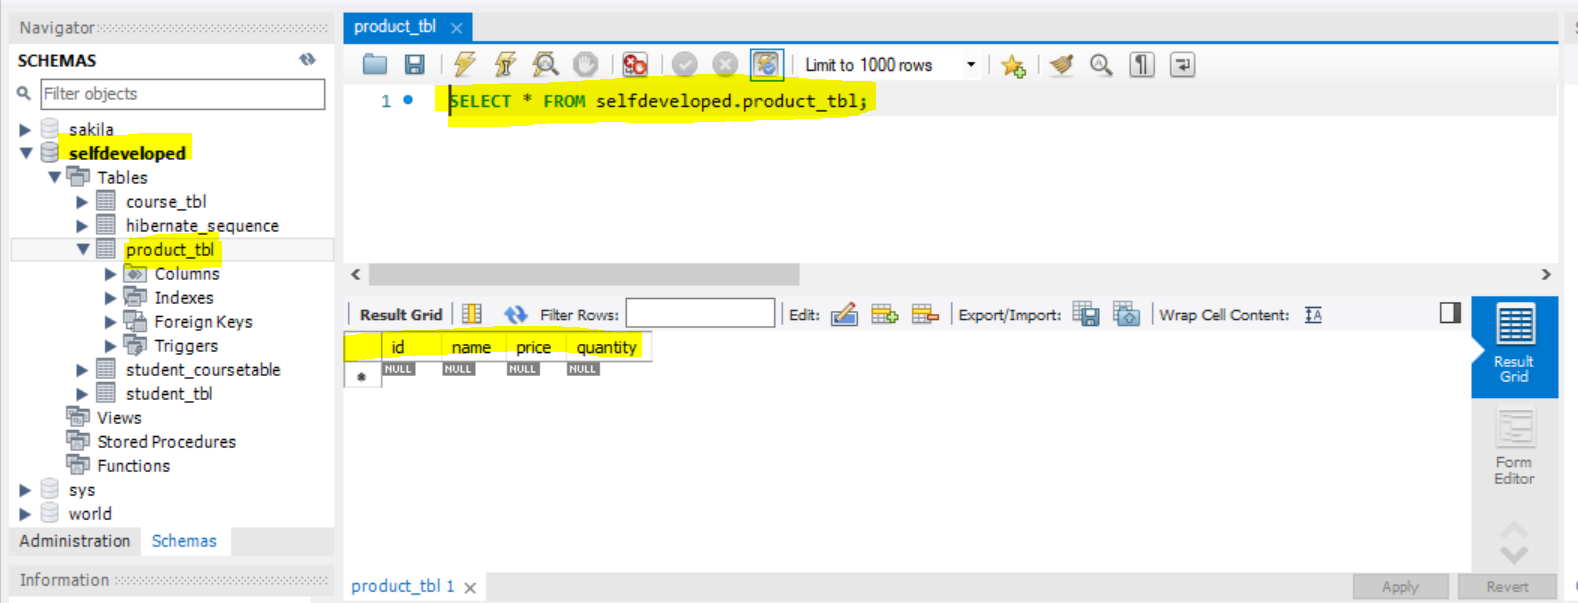 Navigator
SCHEMAS
Filter objects
sakila
selfdeveloped
Tables
course_tbl
hibernate_sequence
product_tbl
Columns
Indexes
Foreign Keys
Triggers
student_coursetable
student_tbl
Views
Stored Procedures
Functions
sys
world
Administration Schemas
Information
product_tbl
Limit to 1000 rows
1 SELECT * FROM selfdeveloped.product_tbl;
Result Grid Filter Rows: Edit: Export/Import: Wrap Cell Content:
id name price quantity
NULL NULL NULL NULL
Result
Grid
Form
Editor
product_tbl 1
Apply Revert